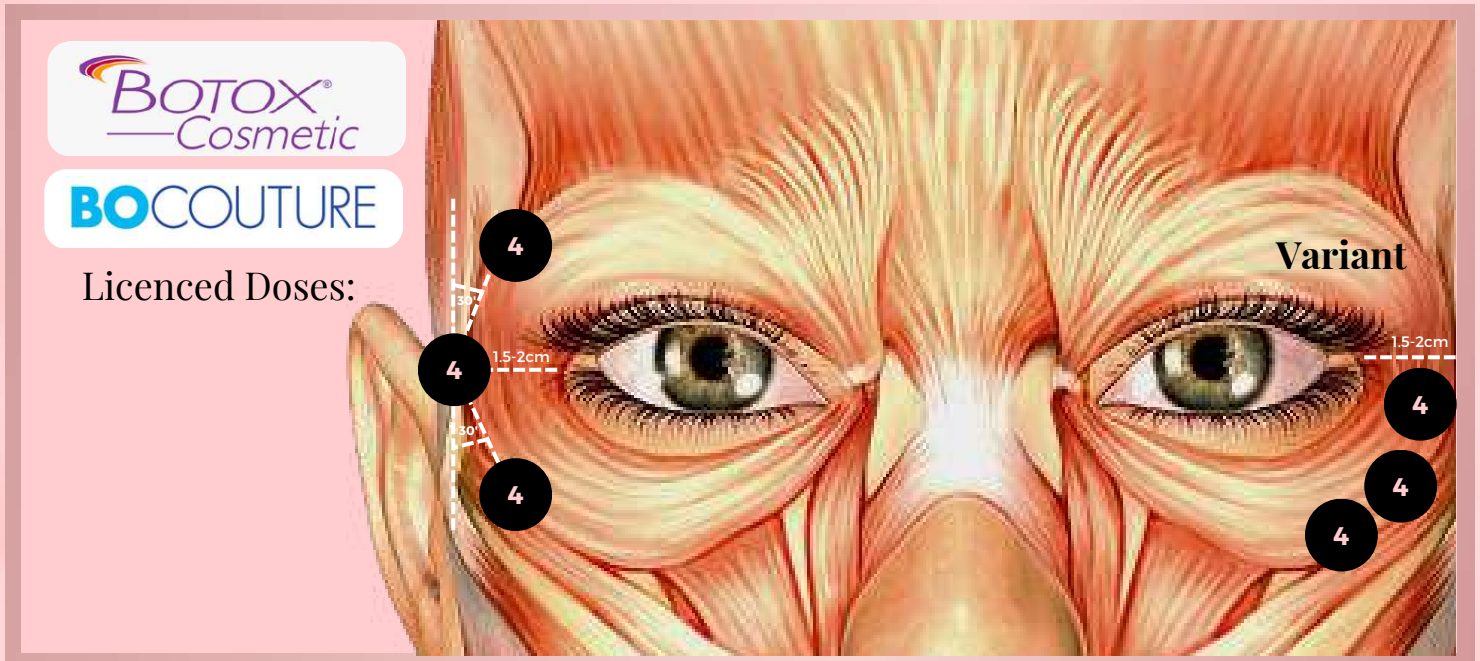 BOTOX®
Cosmetic
BOCOUTURE
Licenced Doses:
4
30°
4
1.5-2cm
30°
4
Variant
1.5-2cm
4
4
4